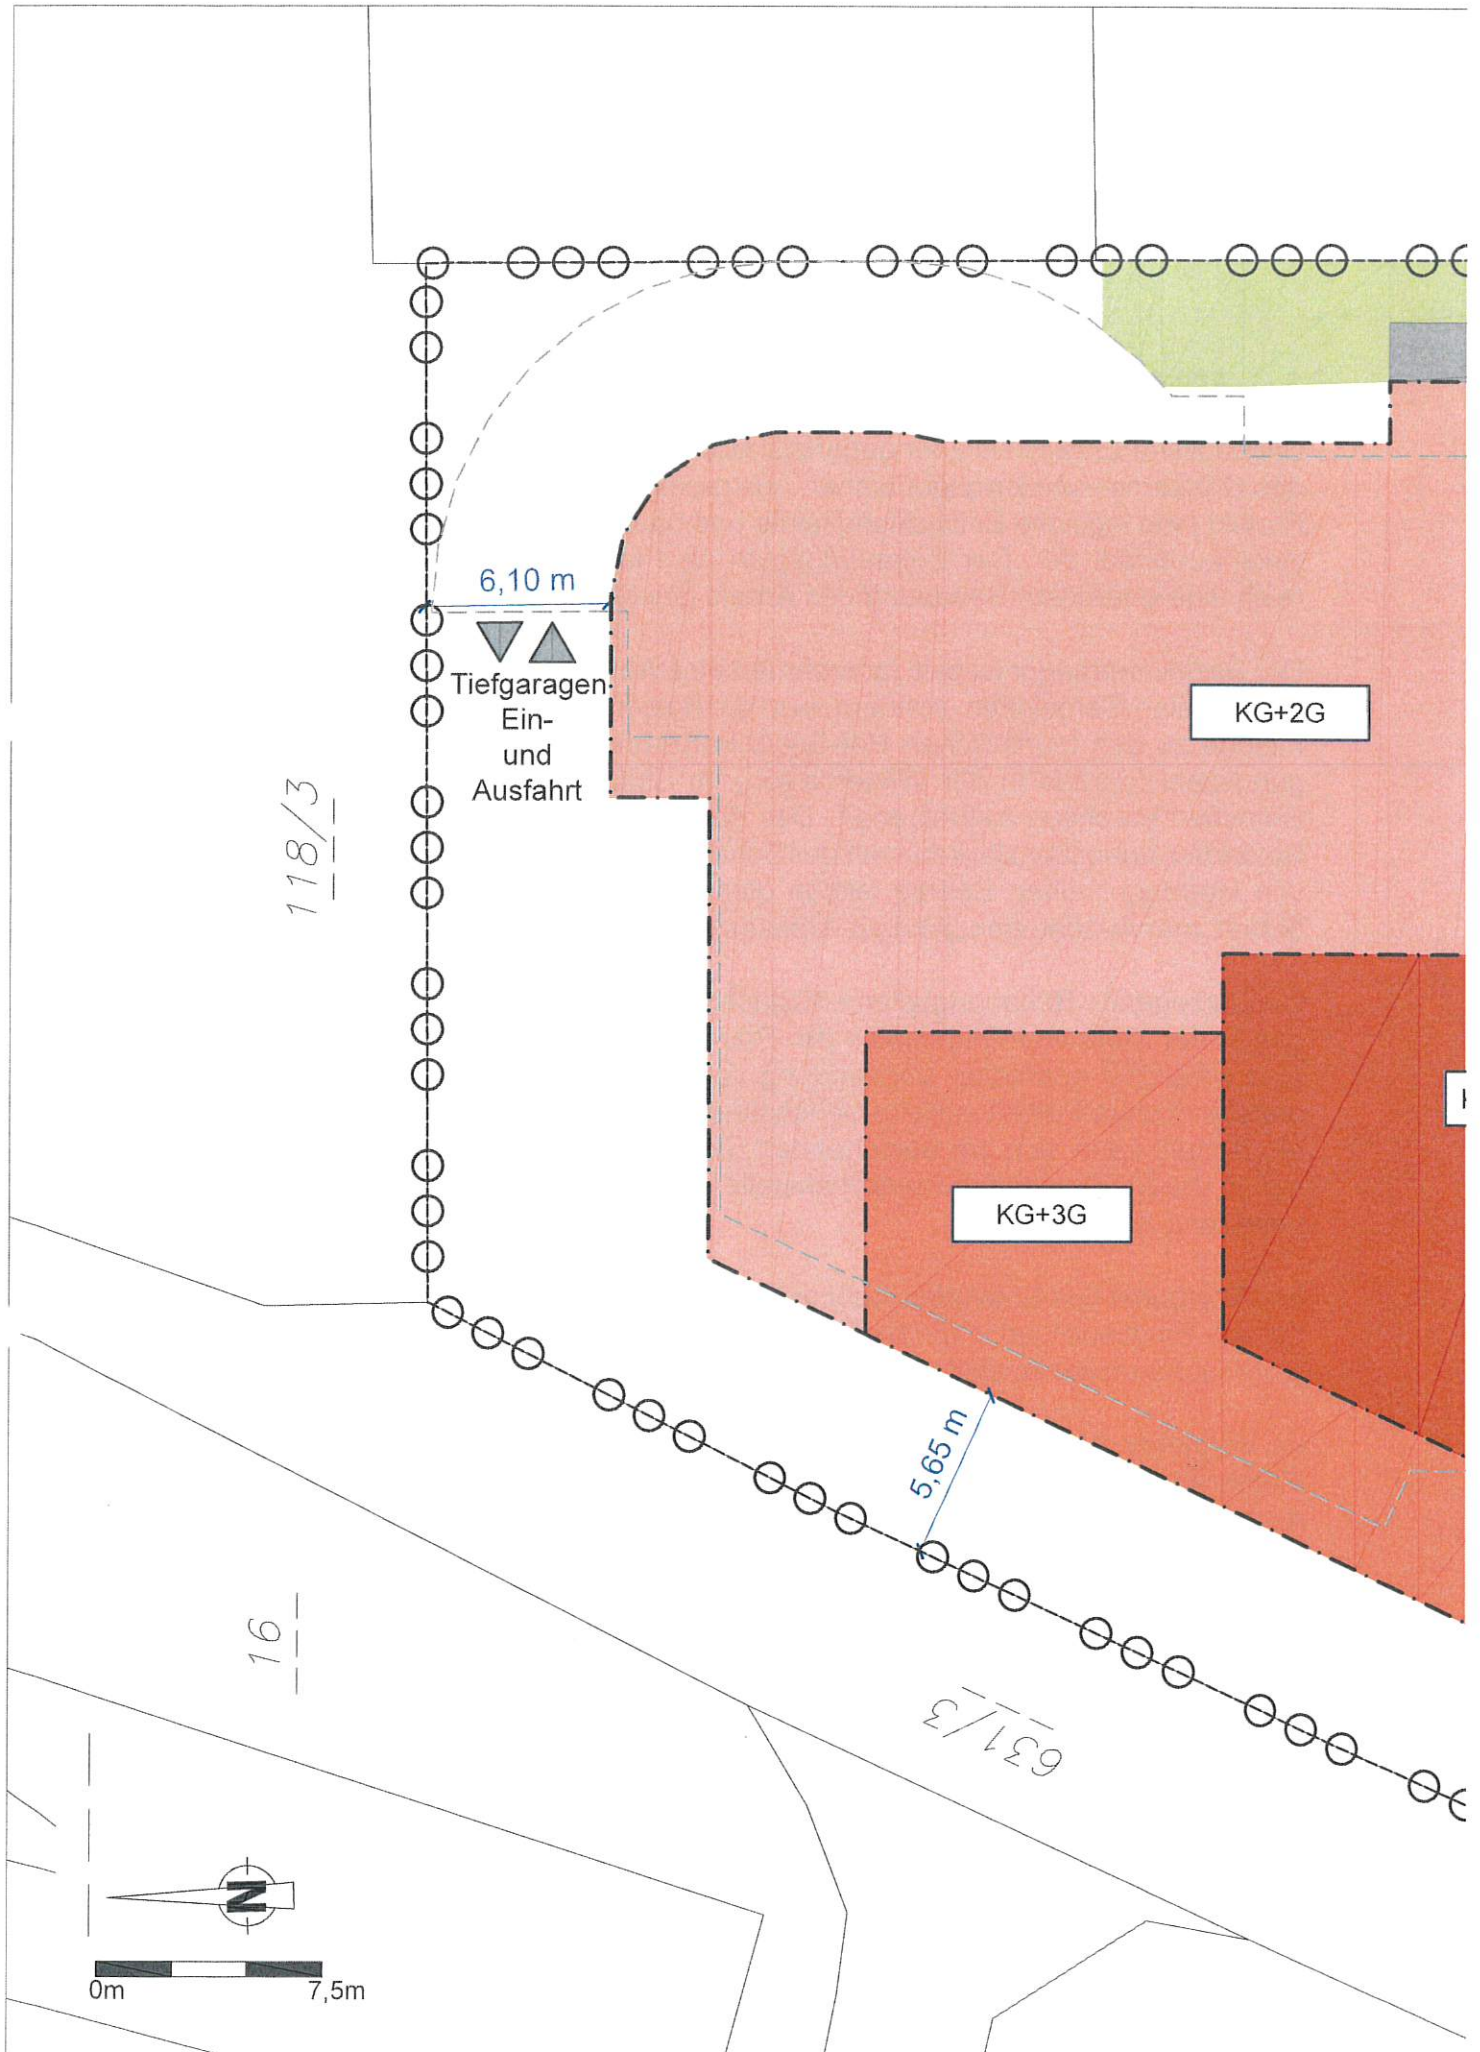 6,10 m
Tiefgaragen
Ein-
und
Ausfahrt
KG+2G
118/3
KG+3G
5,65 m
16
631/3
N
0m
7,5m